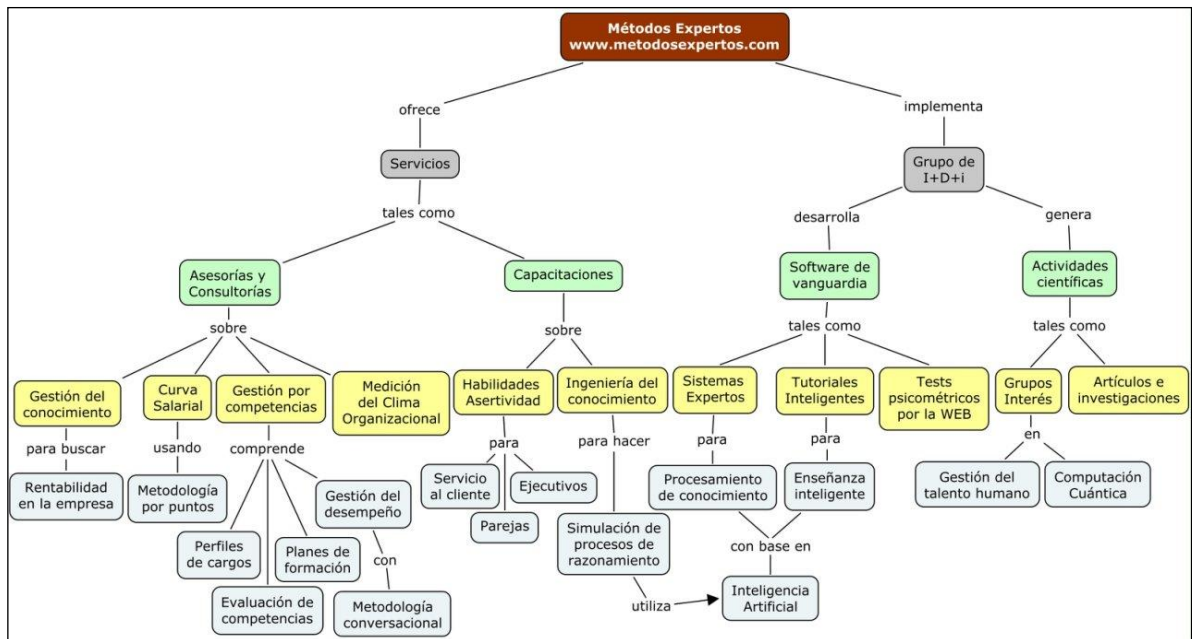 Métodos Expertos
www.metodosexpertos.com
ofrece
implementa
Servicios
Grupo de
I+D+i
tales como
desarrolla
genera
Asesorías y
Consultorías
Capacitaciones
Software de
vanguardia
Actividades
científicas
sobre
sobre
tales como
tales como
Gestión del
conocimiento
Curva
Salarial
Gestión por
competencias
Medición
del Clima
Organizacional
Habilidades
Asertividad
Ingeniería del
conocimiento
Sistemas
Expertos
Tutoriales
Inteligentes
Tests
psicométricos
por la WEB
Grupos
Interés
Artículos e
investigaciones
para buscar
usando
comprende
para
para hacer
para
para
en
Rentabilidad
en la empresa
Metodología
por puntos
Gestión del
desempeño
Servicio
al cliente
Ejecutivos
Procesamiento
de conocimiento
Enseñanza
inteligente
Gestión del
talento humano
Computación
Cuántica
Perfiles
de cargos
Planes de
formación
Parejas
Simulación de
procesos de
razonamiento
con
con base en
Evaluación de
competencias
Metodología
conversacional
utiliza
Inteligencia
Artificial